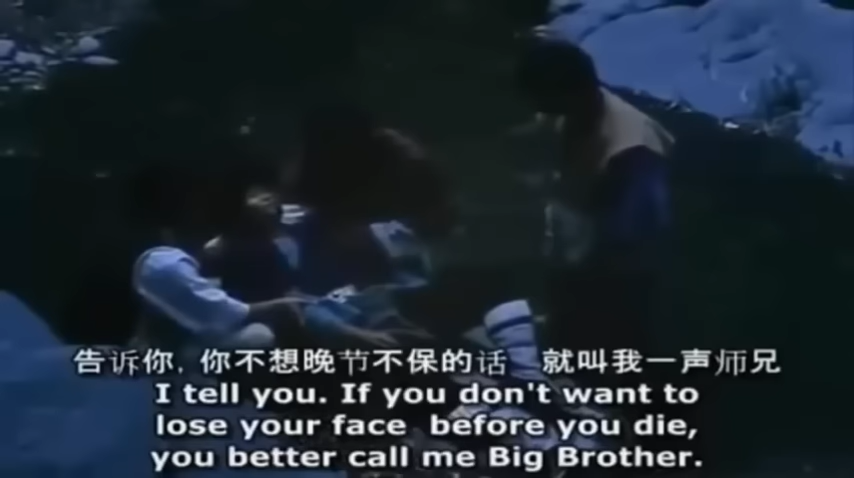 告诉你, 你不想晚节不保的话 就叫我一声师兄
I tell you. If you don't want to
lose your face before you die,
you better call me Big Brother.